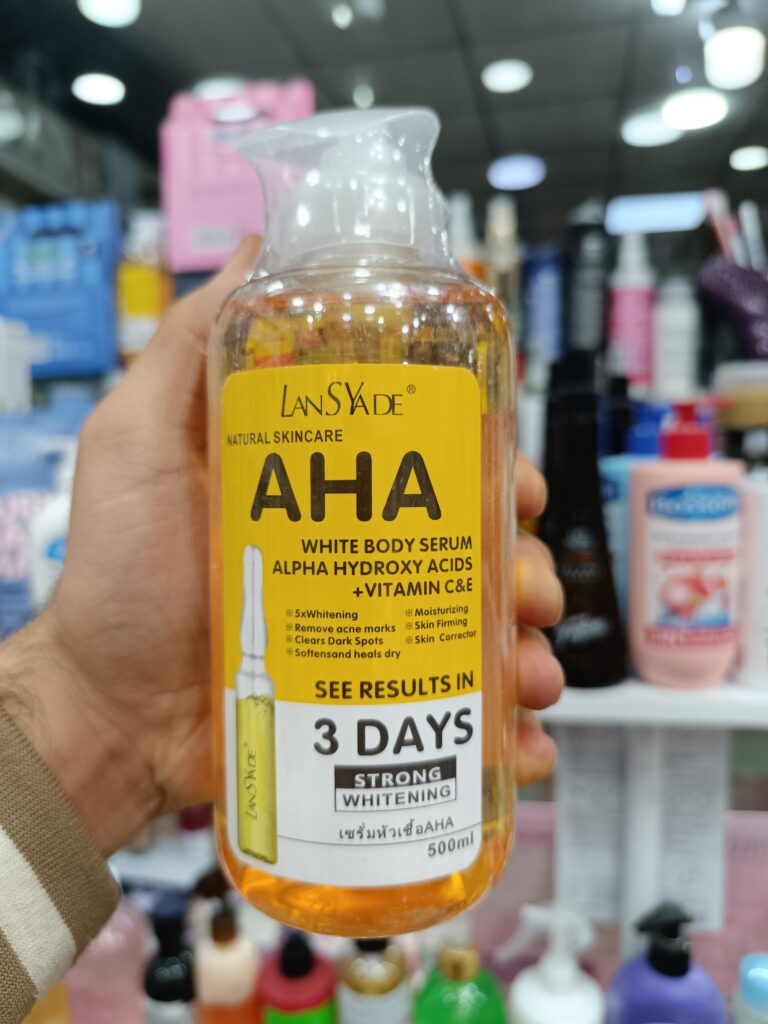 LANSYADE®
NATURAL SKINCARE
AHA
WHITE BODY SERUM
ALPHA HYDROXY ACIDS
+VITAMIN C&E
※5xWhitening
※Remove acne marks
※Clears Dark Spots
※Softensand heals dry
※Moisturizing
※Skin Firming
※Skin Corrector
SEE RESULTS IN
3 DAYS
STRONG
WHITENING
LANSYADE®
เซรั่มหัวเชื้อAHA
500ml